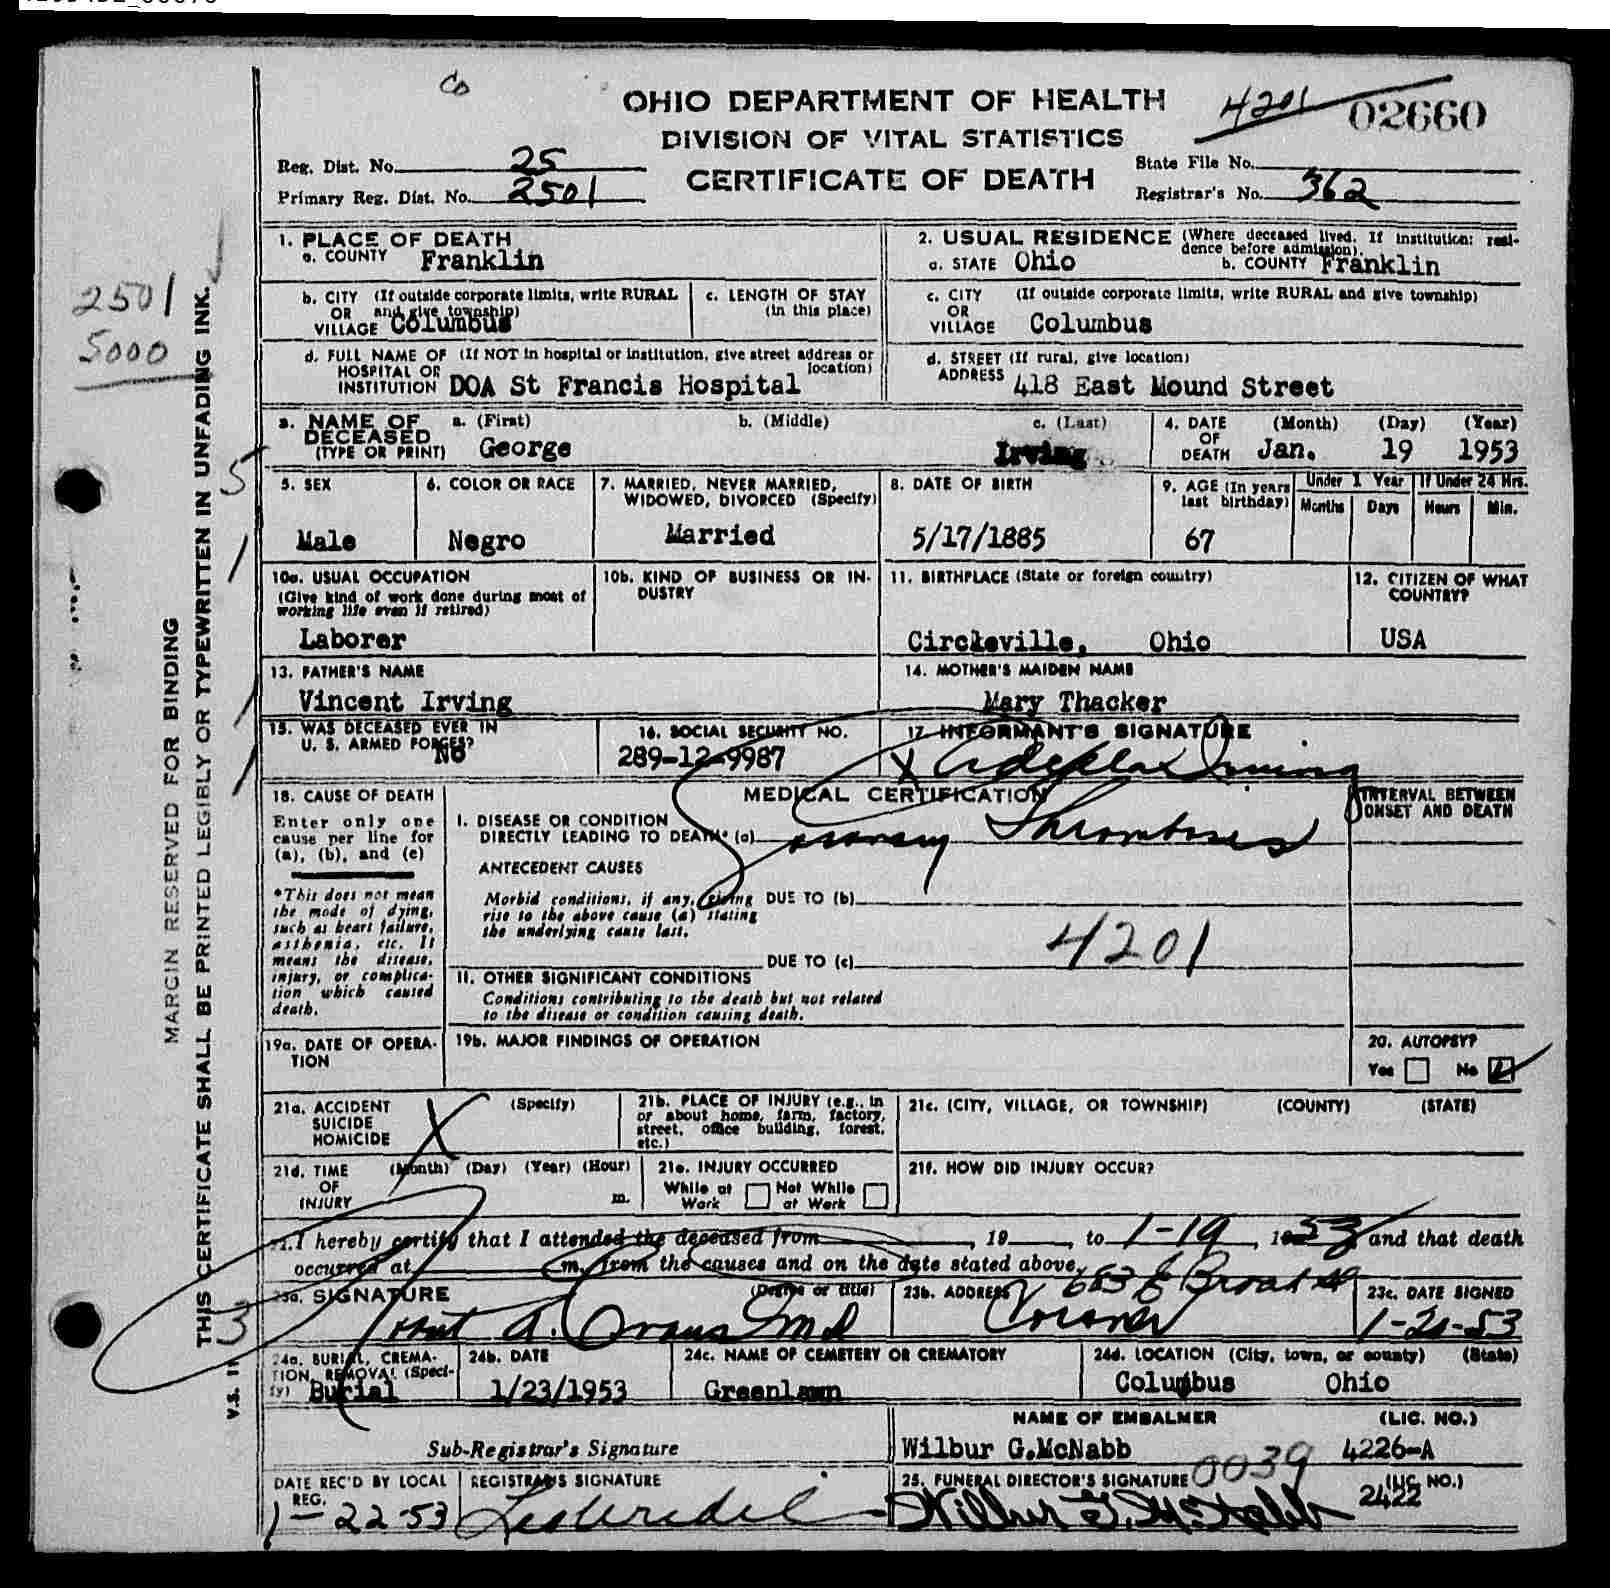 Co
OHIO DEPARTMENT OF HEALTH
DIVISION OF VITAL STATISTICS
CERTIFICATE OF DEATH
4201 02660
Reg. Dist. No. 25
Primary Reg. Dist. No. 2501
State File No.
Registrar's No. 362
2501
5000
MARGIN RESERVED FOR BINDING
THIS CERTIFICATE SHALL BE PRINTED LEGIBLY OR TYPEWRITTEN IN UNFADING INK.
1. PLACE OF DEATH
a. COUNTY Franklin
2. USUAL RESIDENCE (Where deceased lived. If institution: resi-
dence before admission).
a. STATE Ohio b. COUNTY Franklin
b. CITY (If outside corporate limits, write RURAL
OR and give township)
VILLAGE Columbus
c. LENGTH OF STAY
(in this place)
c. CITY (If outside corporate limits, write RURAL and give township)
OR
VILLAGE Columbus
d. FULL NAME OF (If NOT in hospital or institution, give street address or
HOSPITAL OR location)
INSTITUTION DOA St Francis Hospital
d. STREET (If rural, give location)
ADDRESS 418 East Mound Street
3. NAME OF DECEASED (TYPE OR PRINT)
a. (First) b. (Middle) c. (Last)
George Irving
4. DATE OF DEATH (Month) (Day) (Year)
Jan. 19 1953
5. SEX
Male
6. COLOR OR RACE
Negro
7. MARRIED, NEVER MARRIED,
WIDOWED, DIVORCED (Specify)
Married
8. DATE OF BIRTH
5/17/1885
9. AGE (In years
last birthday)
67
Under 1 Year
Months Days
If Under 24 Hrs.
Hours Min.
10a. USUAL OCCUPATION
(Give kind of work done during most of
working life even if retired)
Laborer
10b. KIND OF BUSINESS OR IN-
DUSTRY
11. BIRTHPLACE (State or foreign country)
Circleville, Ohio
12. CITIZEN OF WHAT
COUNTRY?
USA
13. FATHER'S NAME
Vincent Irving
14. MOTHER'S MAIDEN NAME
Mary Thacker
15. WAS DECEASED EVER IN
U. S. ARMED FORCES?
No
16. SOCIAL SECURITY NO.
289-12-9987
17. INFORMANT'S SIGNATURE
X Irving
18. CAUSE OF DEATH
Enter only one
cause per line for
(a), (b), and (c)
*This does not mean
the mode of dying,
such as heart failure,
asthenia, etc. It
means the disease,
injury, or complica-
tion which caused
death.
MEDICAL CERTIFICATION
INTERVAL BETWEEN
ONSET AND DEATH
I. DISEASE OR CONDITION
DIRECTLY LEADING TO DEATH* (a) Coronary Thrombosis
ANTECEDENT CAUSES
Morbid conditions, if any, giving DUE TO (b)
rise to the above cause (a) stating
the underlying cause last.
4201
DUE TO (c)
II. OTHER SIGNIFICANT CONDITIONS
Conditions contributing to the death but not related
to the disease or condition causing death.
19a. DATE OF OPERA-
TION
19b. MAJOR FINDINGS OF OPERATION
20. AUTOPSY?
Yes No
21a. ACCIDENT (Specify)
SUICIDE
HOMICIDE
X
21b. PLACE OF INJURY (e.g., in
or about home, farm, factory,
street, office building, forest,
etc.)
21c. (CITY, VILLAGE, OR TOWNSHIP) (COUNTY) (STATE)
21d. TIME (Month) (Day) (Year) (Hour)
OF
INJURY m.
21e. INJURY OCCURRED
While at Work Not While at Work
21f. HOW DID INJURY OCCUR?
22. I hereby certify that I attended the deceased from , 19 , to 1-19, 1953, and that death
occurred at m. from the causes and on the date stated above.
23a. SIGNATURE (Degree or title)
A. Evans MD
23b. ADDRESS 683 E Broad St
Coroner
23c. DATE SIGNED
24a. BURIAL, CREMA-
TION, REMOVAL (Speci-
fy) Burial
24b. DATE
1/23/1953
24c. NAME OF CEMETERY OR CREMATORY
Greenlawn
24d. LOCATION (City, town, or county) (State)
Columbus Ohio
Sub-Registrar's Signature
NAME OF EMBALMER (LIC. NO.)
Wilbur G.McNabb 4226-A
DATE REC'D BY LOCAL
REG.
1-22-53
REGISTRAR'S SIGNATURE
25. FUNERAL DIRECTOR'S SIGNATURE (LIC. NO.)
0039
Wilbur G. McNabb 2422